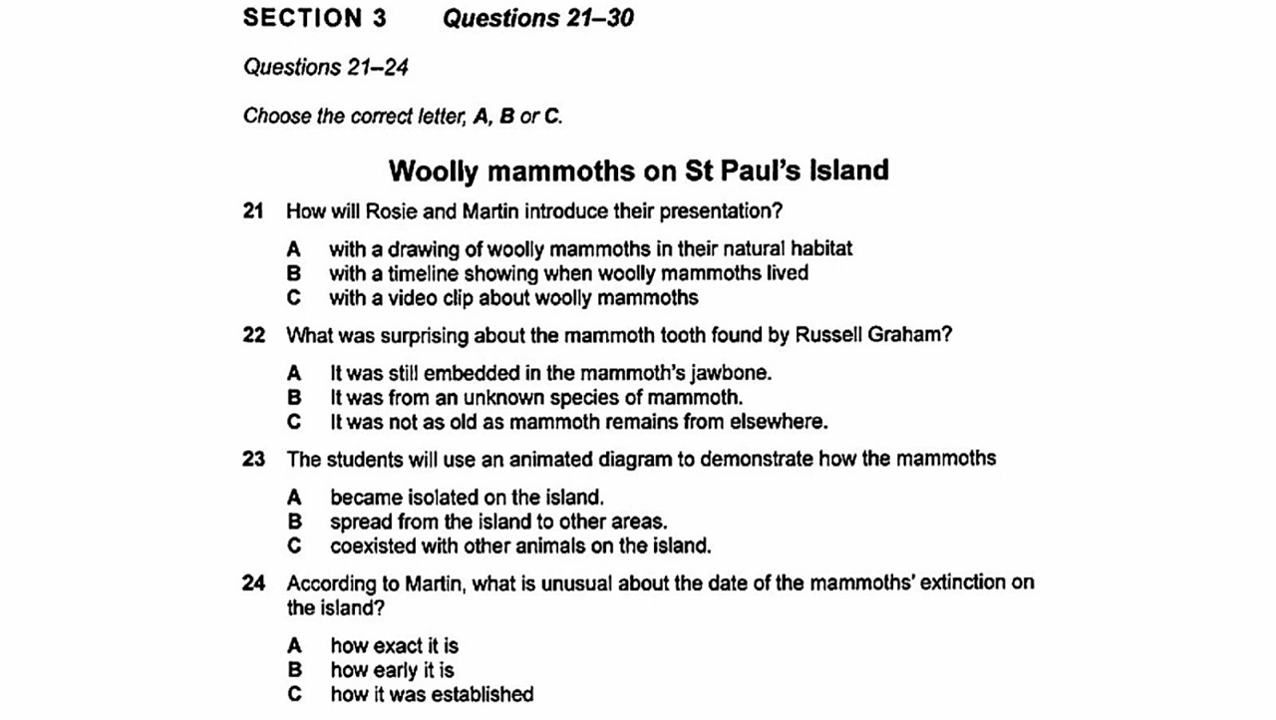 SECTION 3 Questions 21–30
Questions 21–24
Choose the correct letter, A, B or C.
Woolly mammoths on St Paul's Island
21 How will Rosie and Martin introduce their presentation?
A with a drawing of woolly mammoths in their natural habitat
B with a timeline showing when woolly mammoths lived
C with a video clip about woolly mammoths
22 What was surprising about the mammoth tooth found by Russell Graham?
A It was still embedded in the mammoth's jawbone.
B It was from an unknown species of mammoth.
C It was not as old as mammoth remains from elsewhere.
23 The students will use an animated diagram to demonstrate how the mammoths
A became isolated on the island.
B spread from the island to other areas.
C coexisted with other animals on the island.
24 According to Martin, what is unusual about the date of the mammoths' extinction on
the island?
A how exact it is
B how early it is
C how it was established